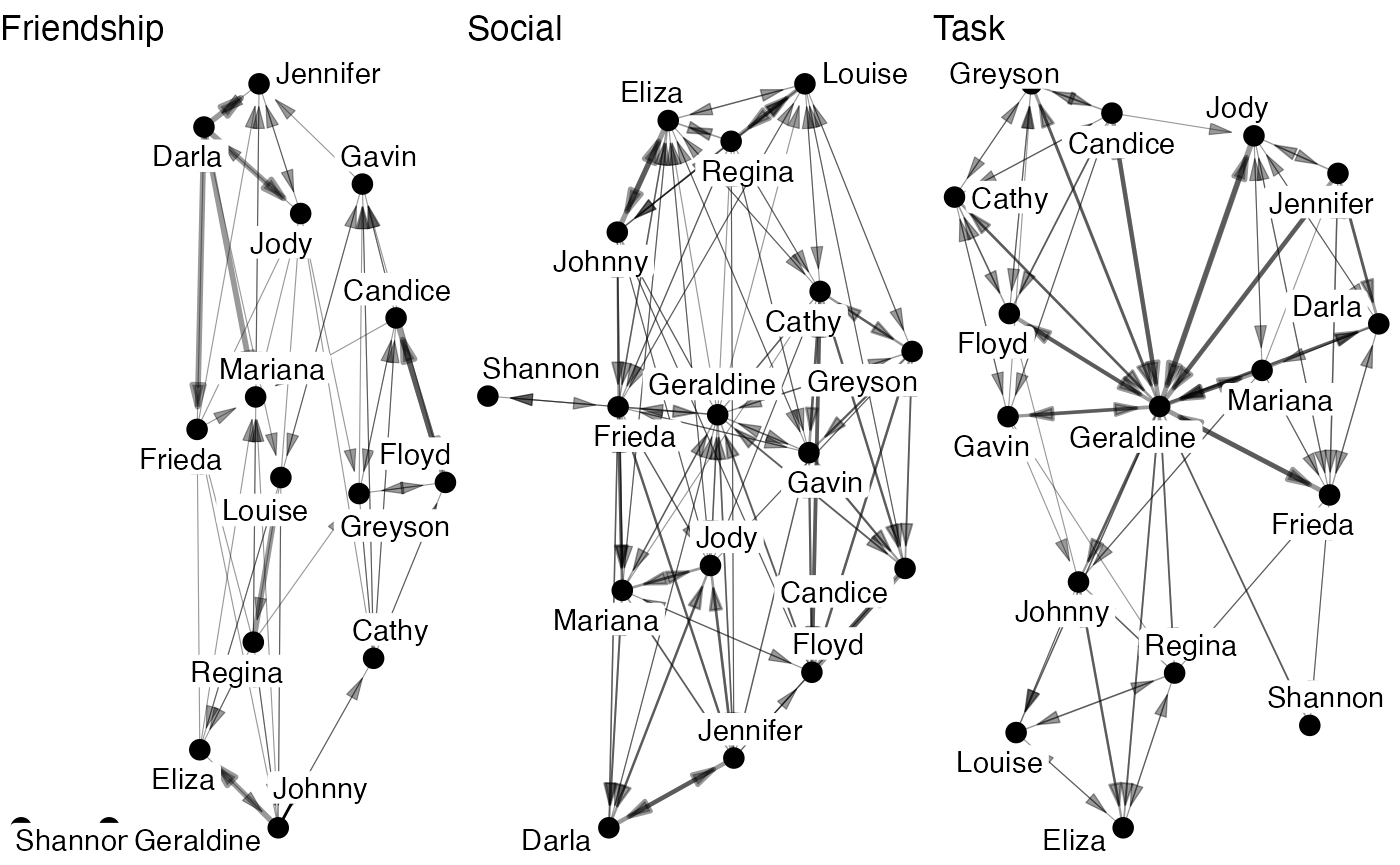 Friendship
Jennifer
Darla
Gavin
Jody
Candice
Mariana
Frieda
Floyd
Louise
Greyson
Cathy
Regina
Eliza
Johnny
Shannor Geraldine
Social
Louise
Eliza
Regina
Johnny
Cathy
Shannon
Geraldine
Greyson
Frieda
Gavin
Jody
Candice
Mariana
Floyd
Jennifer
Darla
Task
Greyson
Jody
Candice
Cathy
Jennifer
Darla
Floyd
Mariana
Gavin
Geraldine
Frieda
Johnny
Regina
Shannon
Louise
Eliza